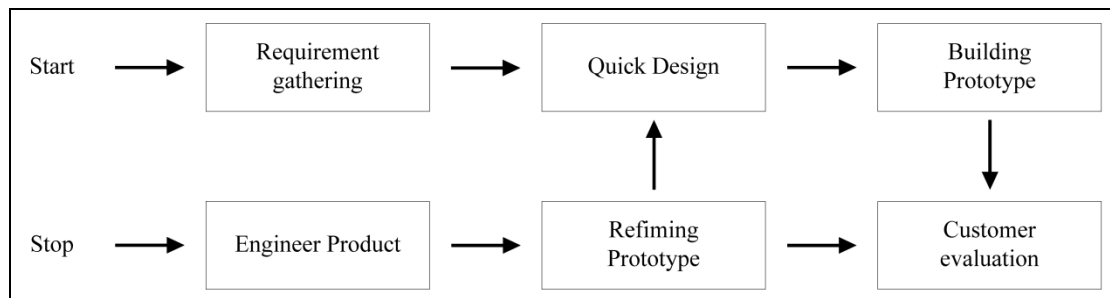 Start
Requirement
gathering
Quick Design
Building
Prototype
Stop
Engineer Product
Refiming
Prototype
Customer
evaluation